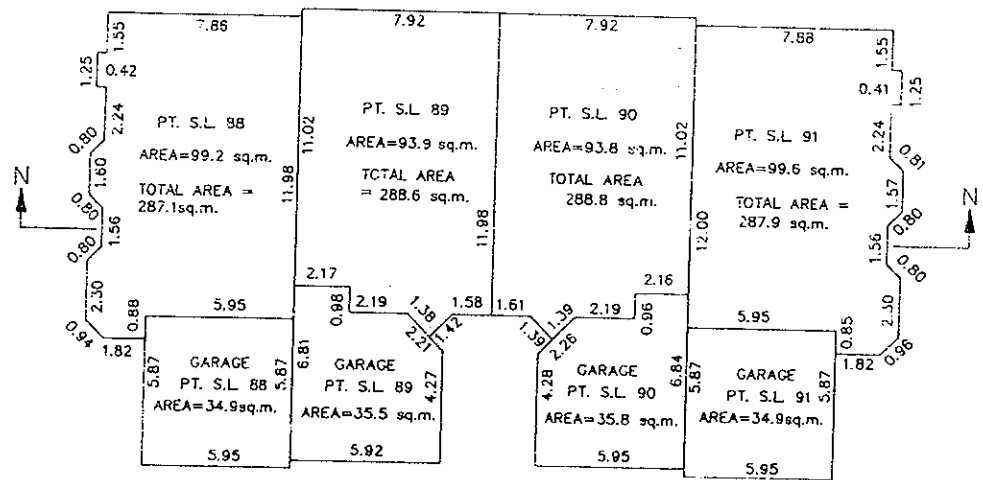 7.86
7.92
7.92
7.88
1.55
1.25
0.42
2.24
0.80
1.60
0.80
1.56
0.80
2.30
0.94
1.82
0.88
N
PT. S.L 88
AREA=99.2 sq.m.
TOTAL AREA =
287.1sq.m.
11.02
11.98
PT. S.L 89
AREA=93.9 sq.m.
TOTAL AREA
= 288.6 sq.m.
11.98
PT. S.L 90
AREA=93.8 sq.m.
TOTAL AREA
288.8 sq.m.
11.02
12.00
PT. S.L 91
AREA=99.6 sq.m.
TOTAL AREA =
287.9 sq.m.
1.55
0.41
1.25
2.24
0.81
1.57
0.80
1.56
0.80
2.30
0.96
1.82
0.85
N
5.95
2.17
0.98
2.19
1.38
1.42
2.21
1.58
1.61
1.39
1.39
2.26
2.19
0.96
2.16
5.95
5.87
GARAGE
PT. S.L 88
AREA=34.9sq.m.
5.87
5.95
6.81
GARAGE
PT. S.L 89
AREA=35.5 sq.m.
4.27
5.92
4.28
GARAGE
PT. S.L 90
AREA=35.8 sq.m.
6.84
5.95
5.87
GARAGE
PT. S.L 91
AREA=34.9sq.m.
5.87
5.95